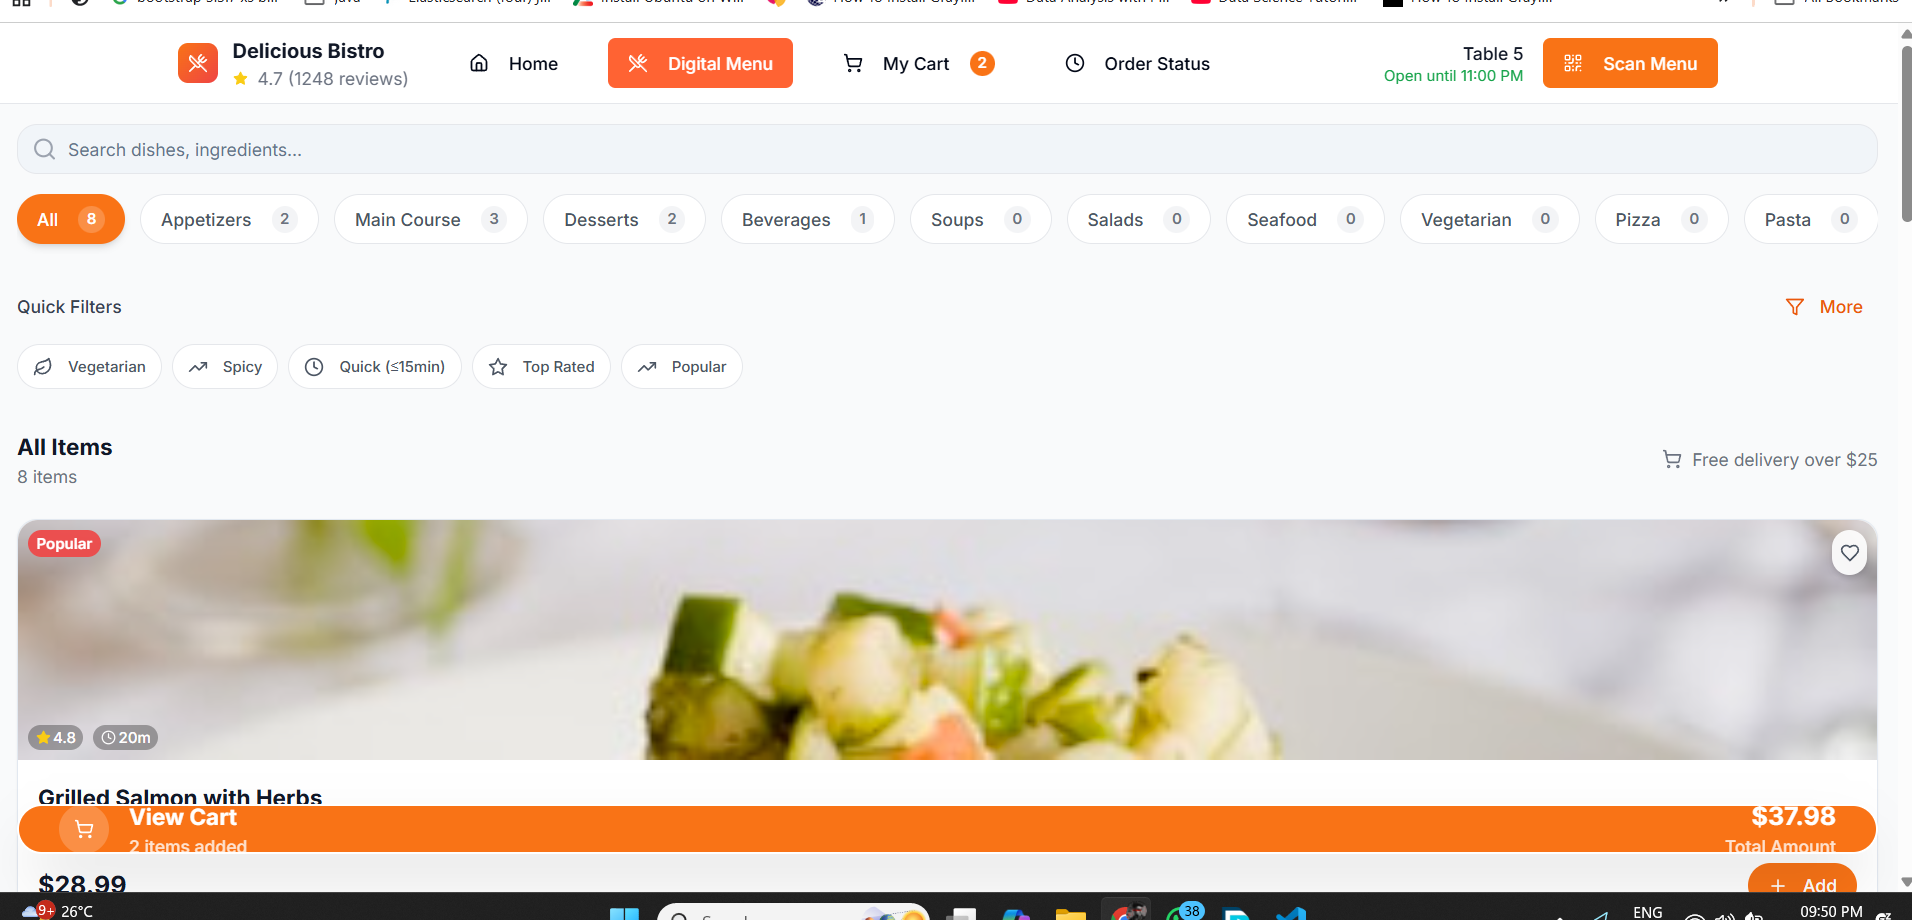 All Bookmarks
Delicious Bistro
4.7 (1248 reviews)
Home
Digital Menu
My Cart 2
Order Status
Table 5
Open until 11:00 PM
Scan Menu
Search dishes, ingredients...
All 8
Appetizers 2
Main Course 3
Desserts 2
Beverages 1
Soups 0
Salads 0
Seafood 0
Vegetarian 0
Pizza 0
Pasta 0
Quick Filters
More
Vegetarian
Spicy
Quick (≤15min)
Top Rated
Popular
All Items
8 items
Free delivery over $25
Popular
4.8
20m
Grilled Salmon with Herbs
View Cart
2 items added
$37.98
Total Amount
$28.99
+ Add
9+
26°C
38
ENG
09:50 PM